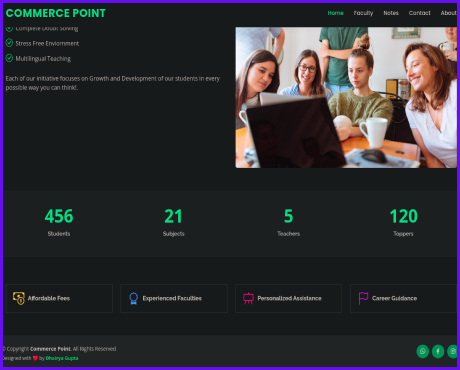 COMMERCE POINT
Home Faculty Notes Contact About
Complete Doubt Solving
Stress Free Enviornment
Multilingual Teaching
Each of our initiative focuses on Growth and Development of our students in every
possible way you can think!.
456 21 5 120
Students Subjects Teachers Toppers
Affordable Fees Experienced Faculties Personalized Assistance Career Guidance
© Copyright Commerce Point. All Rights Reserved
Designed with ❤ by Dhairya Gupta